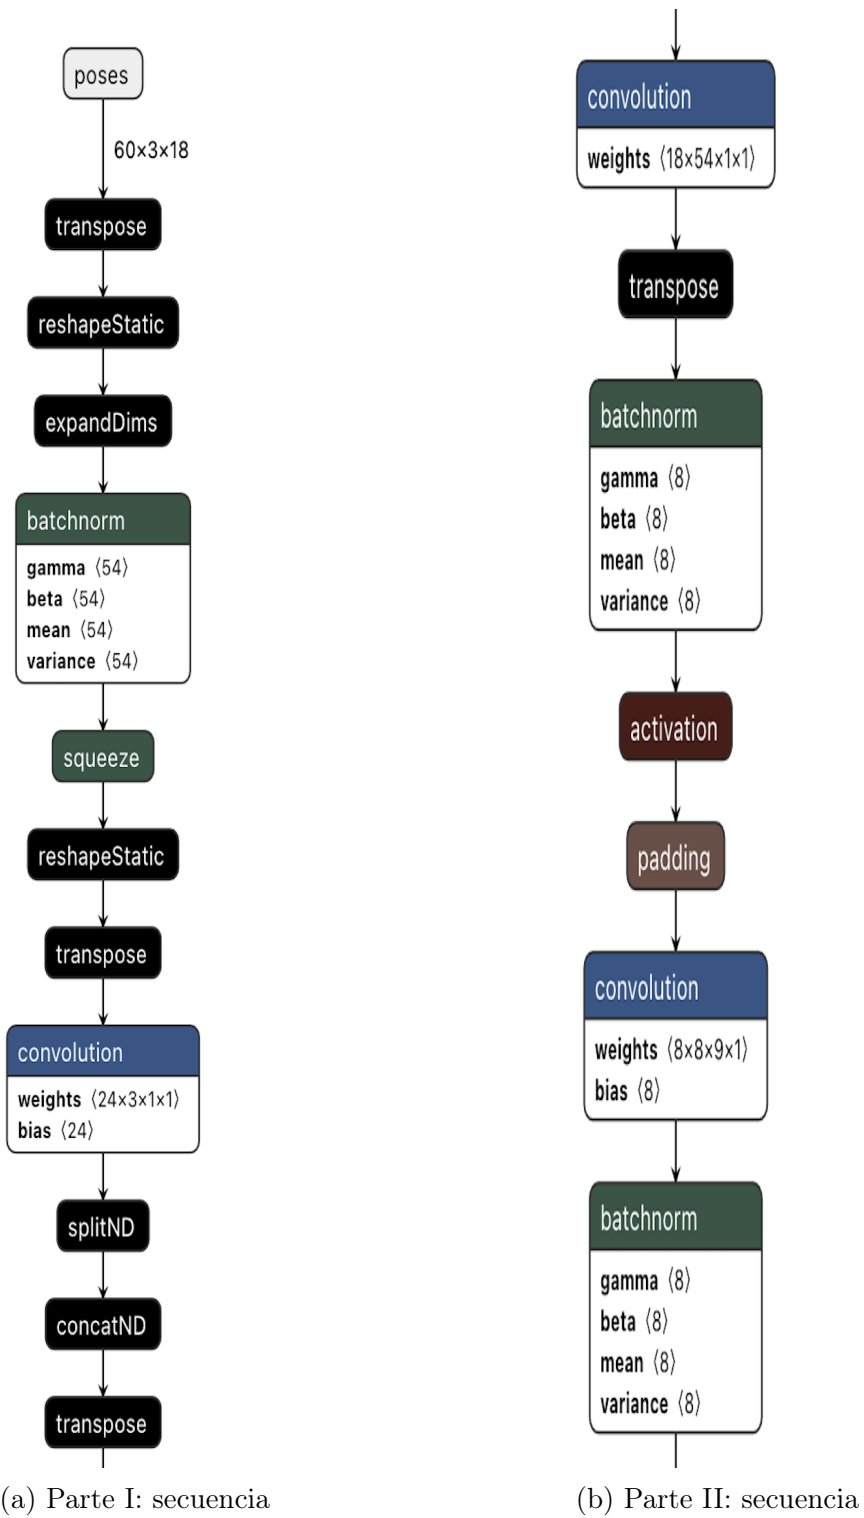 poses
60×3×18
transpose
reshapeStatic
expandDims
batchnorm
gamma ⟨54⟩
beta ⟨54⟩
mean ⟨54⟩
variance ⟨54⟩
squeeze
reshapeStatic
transpose
convolution
weights ⟨24×3×1×1⟩
bias ⟨24⟩
splitND
concatND
transpose
(a) Parte I: secuencia
convolution
weights ⟨18×54×1×1⟩
transpose
batchnorm
gamma ⟨8⟩
beta ⟨8⟩
mean ⟨8⟩
variance ⟨8⟩
activation
padding
convolution
weights ⟨8×8×9×1⟩
bias ⟨8⟩
batchnorm
gamma ⟨8⟩
beta ⟨8⟩
mean ⟨8⟩
variance ⟨8⟩
(b) Parte II: secuencia